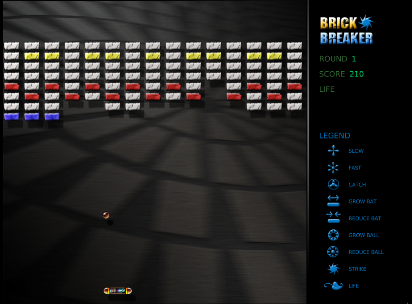 BRICK
BREAKER
ROUND 1
SCORE 210
LIFE
LEGEND
SLOW
FAST
CATCH
GROW BAT
REDUCE BAT
GROW BALL
REDUCE BALL
STRIKE
LIFE